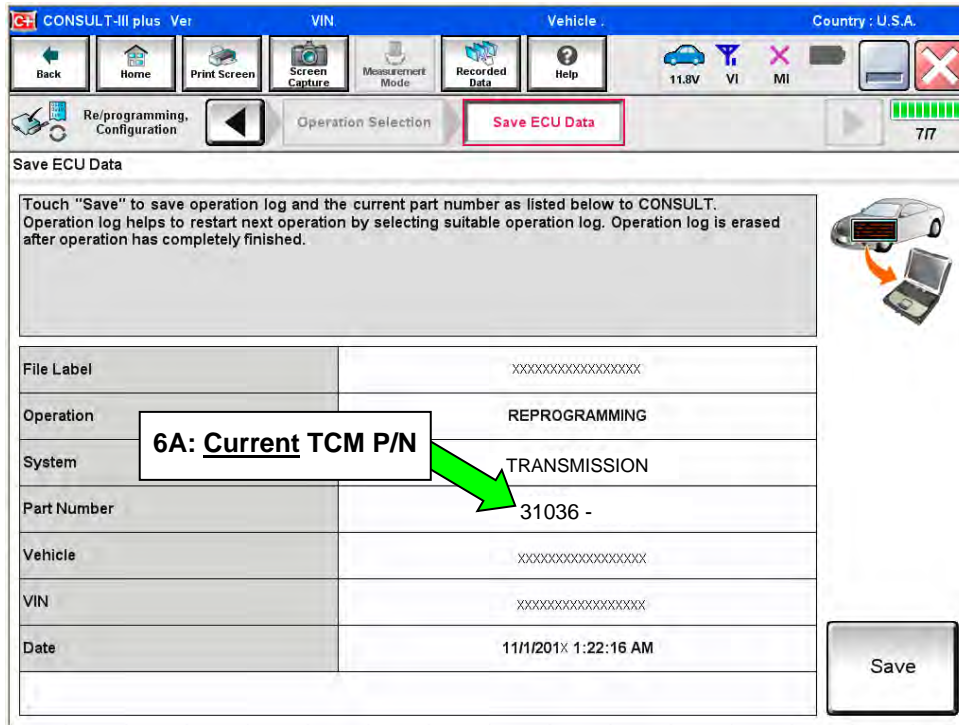 C+ CONSULT-III plus Ver VIN Vehicle : Country : U.S.A.
Back Home Print Screen Screen Capture Measurement Mode Recorded Data Help 11.8V VI MI
Re/programming, Configuration Operation Selection Save ECU Data 7/7
Save ECU Data
Touch "Save" to save operation log and the current part number as listed below to CONSULT.
Operation log helps to restart next operation by selecting suitable operation log. Operation log is erased
after operation has completely finished.
File Label XXXXXXXXXXXXXXXXX
Operation REPROGRAMMING
6A: Current TCM P/N
System TRANSMISSION
Part Number 31036 -
Vehicle XXXXXXXXXXXXXXXXX
VIN XXXXXXXXXXXXXXXXX
Date 11/1/201X 1:22:16 AM
Save